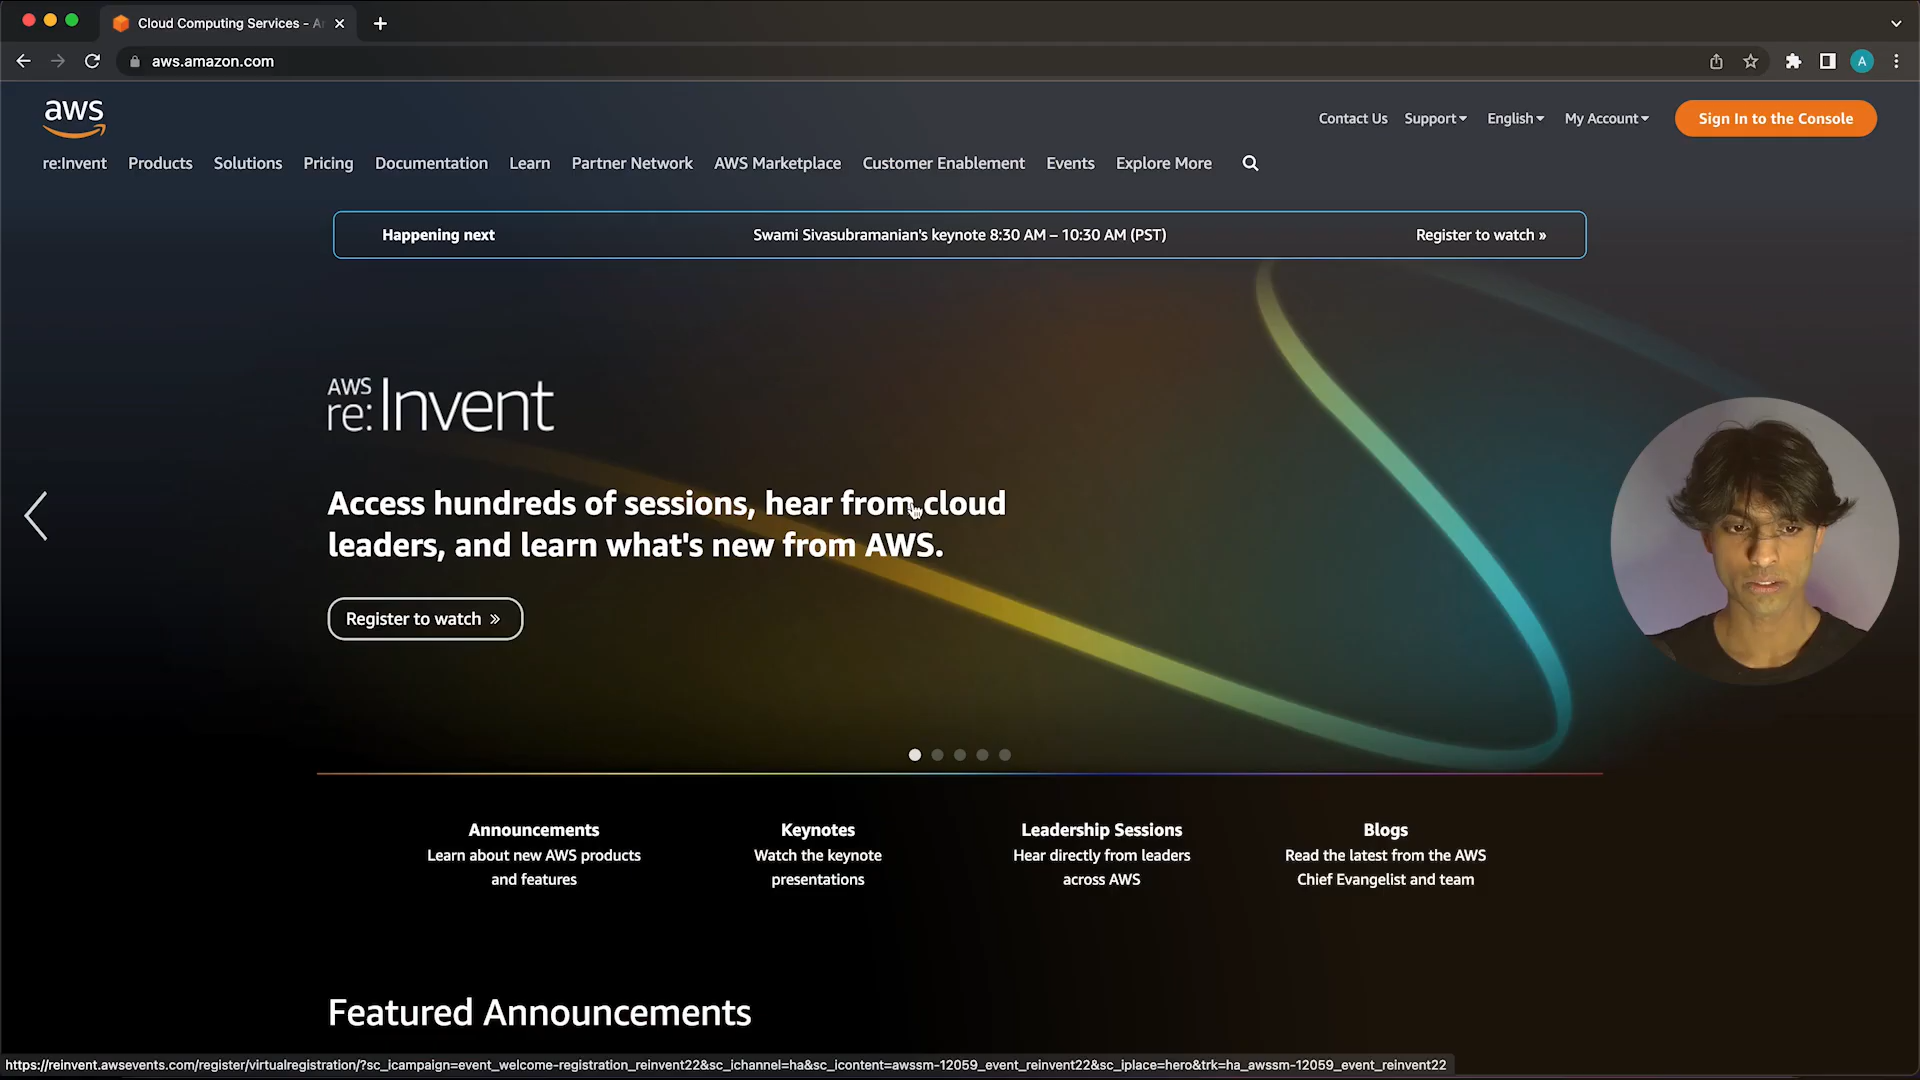 Cloud Computing Services - A
aws.amazon.com
A
aws
Contact Us Support English My Account Sign In to the Console
re:Invent Products Solutions Pricing Documentation Learn Partner Network AWS Marketplace Customer Enablement Events Explore More
Happening next Swami Sivasubramanian's keynote 8:30 AM – 10:30 AM (PST) Register to watch »
AWS
re:Invent
Access hundreds of sessions, hear from cloud
leaders, and learn what's new from AWS.
Register to watch »
Announcements
Learn about new AWS products
and features
Keynotes
Watch the keynote
presentations
Leadership Sessions
Hear directly from leaders
across AWS
Blogs
Read the latest from the AWS
Chief Evangelist and team
Featured Announcements
https://reinvent.awsevents.com/register/virtualregistration/?sc_icampaign=event_welcome-registration_reinvent22&sc_ichannel=ha&sc_icontent=awssm-12059_event_reinvent22&sc_iplace=hero&trk=ha_awssm-12059_event_reinvent22